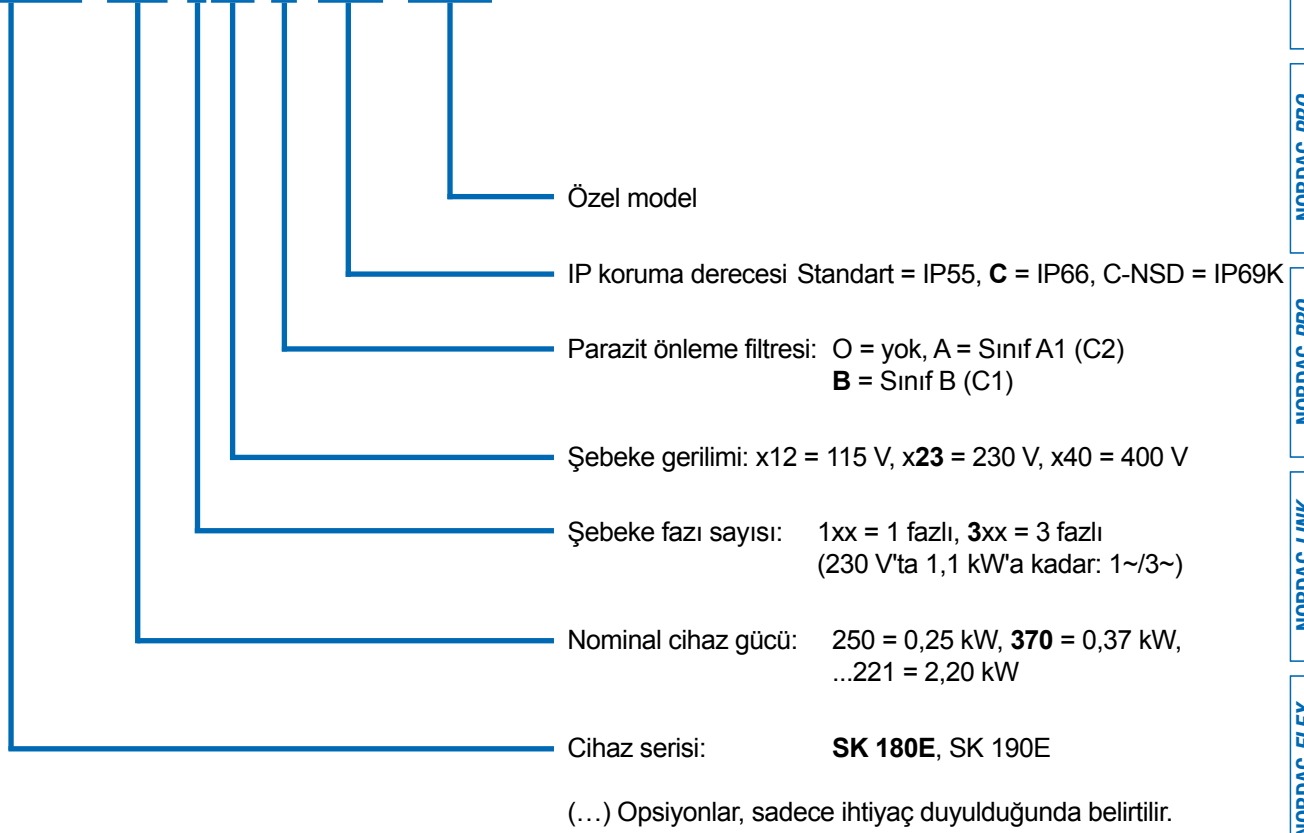 Özel model
IP koruma derecesi Standart = IP55, C = IP66, C-NSD = IP69K
Parazit önleme filtresi: O = yok, A = Sınıf A1 (C2)
B = Sınıf B (C1)
Şebeke gerilimi: x12 = 115 V, x23 = 230 V, x40 = 400 V
Şebeke fazı sayısı: 1xx = 1 fazlı, 3xx = 3 fazlı
(230 V'ta 1,1 kW'a kadar: 1~/3~)
Nominal cihaz gücü: 250 = 0,25 kW, 370 = 0,37 kW,
...221 = 2,20 kW
Cihaz serisi: SK 180E, SK 190E
(…) Opsiyonlar, sadece ihtiyaç duyulduğunda belirtilir.
NORDAC PRO
NORDAC PRO
NORDAC LINK
NORDAC FLEX